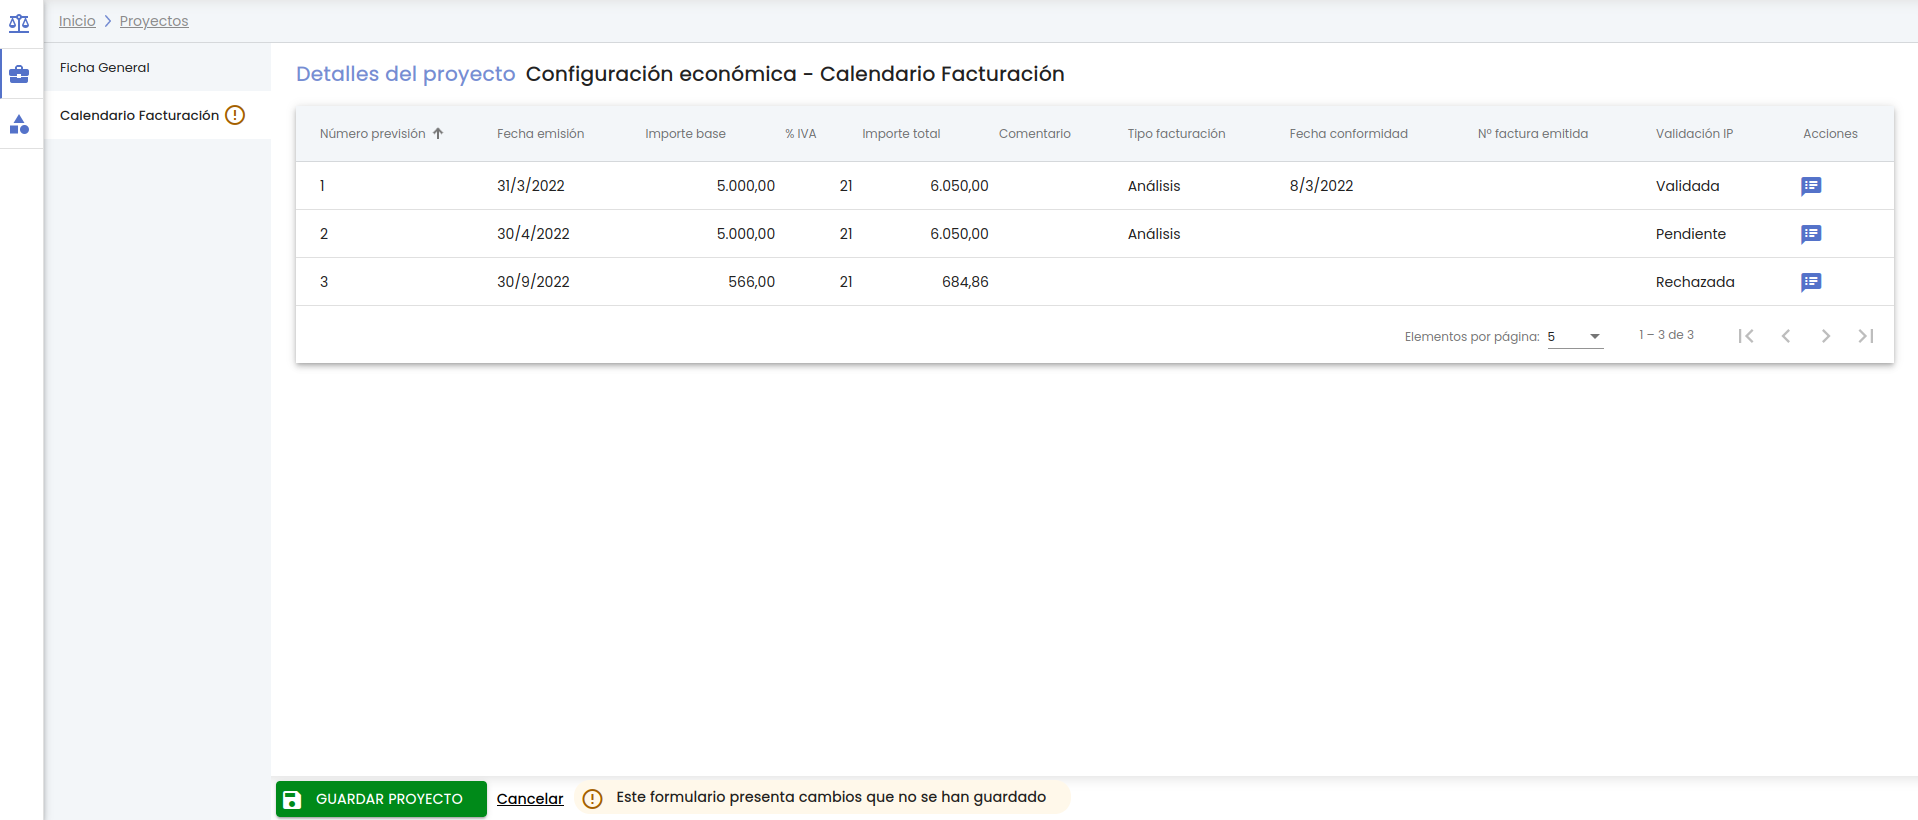 Inicio > Proyectos
Ficha General
Calendario Facturación
Detalles del proyecto Configuración económica - Calendario Facturación
Número previsión Fecha emisión Importe base % IVA Importe total Comentario Tipo facturación Fecha conformidad Nº factura emitida Validación IP Acciones
1 31/3/2022 5.000,00 21 6.050,00 Análisis 8/3/2022 Validada
2 30/4/2022 5.000,00 21 6.050,00 Análisis Pendiente
3 30/9/2022 566,00 21 684,86 Rechazada
Elementos por página: 5 1 – 3 de 3
GUARDAR PROYECTO Cancelar Este formulario presenta cambios que no se han guardado